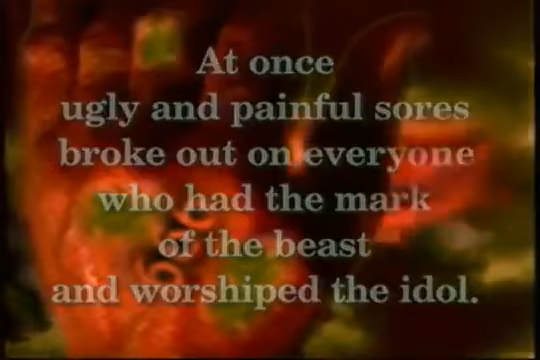 At once
ugly and painful sores
broke out on everyone
who had the mark
of the beast
and worshiped the idol.